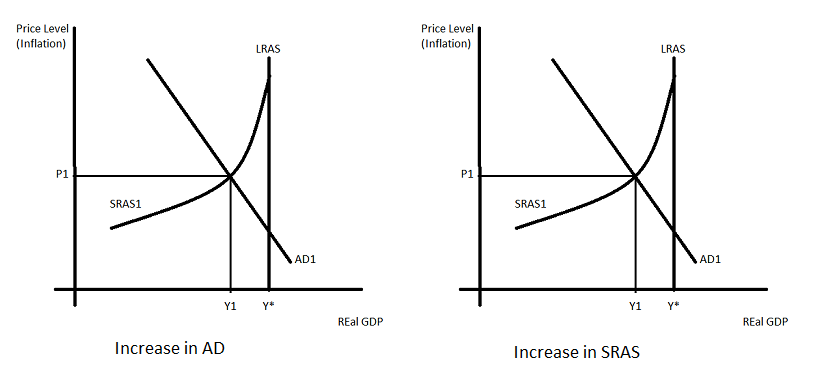 Price Level
(Inflation)
LRAS
P1
SRAS1
AD1
Y1
Y*
REal GDP
Increase in AD
Price Level
(Inflation)
LRAS
P1
SRAS1
AD1
Y1
Y*
REal GDP
Increase in SRAS